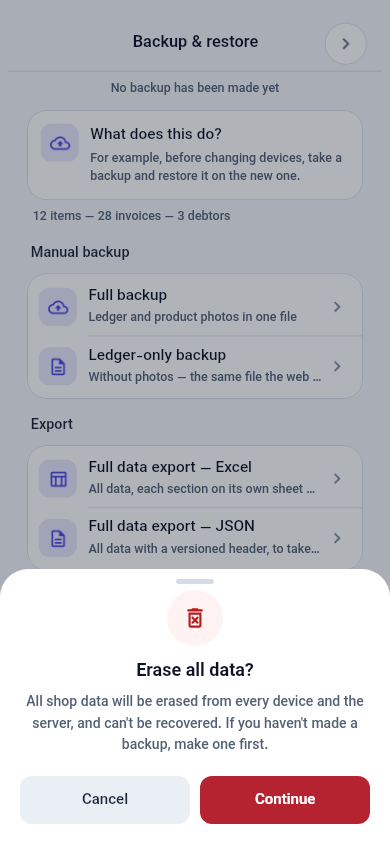 Backup & restore
No backup has been made yet
What does this do?
For example, before changing devices, take a
backup and restore it on the new one.
12 items — 28 invoices — 3 debtors
Manual backup
Full backup
Ledger and product photos in one file
Ledger-only backup
Without photos — the same file the web ...
Export
Full data export — Excel
All data, each section on its own sheet ...
Full data export — JSON
All data with a versioned header, to take...
Erase all data?
All shop data will be erased from every device and the
server, and can't be recovered. If you haven't made a
backup, make one first.
Cancel
Continue